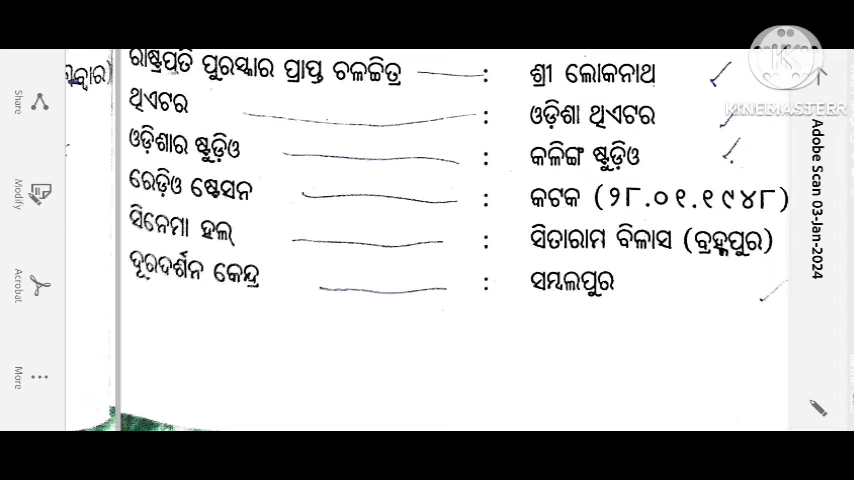 ରାଷ୍ଟ୍ରପତି ପୁରସ୍କାର ପ୍ରାପ୍ତ ଚଳଚ୍ଚିତ୍ର : ଶ୍ରୀ ଲୋକନାଥ
ଥିଏଟର : ଓଡ଼ିଶା ଥିଏଟର
ଓଡ଼ିଶାର ଷ୍ଟୁଡ଼ିଓ : କଳିଙ୍ଗ ଷ୍ଟୁଡ଼ିଓ
ରେଡ଼ିଓ ଷ୍ଟେସନ : କଟକ (୨୮.୦୧.୧୯୪୮)
ସିନେମା ହଲ୍ : ସିତାରାମ ବିଳାସ (ବ୍ରହ୍ମପୁର)
ଦୂରଦର୍ଶନ କେନ୍ଦ୍ର : ସମ୍ବଲପୁର
Share
Modify
Acrobat
More
Adobe Scan 03-Jan-2024
KINEMASTER